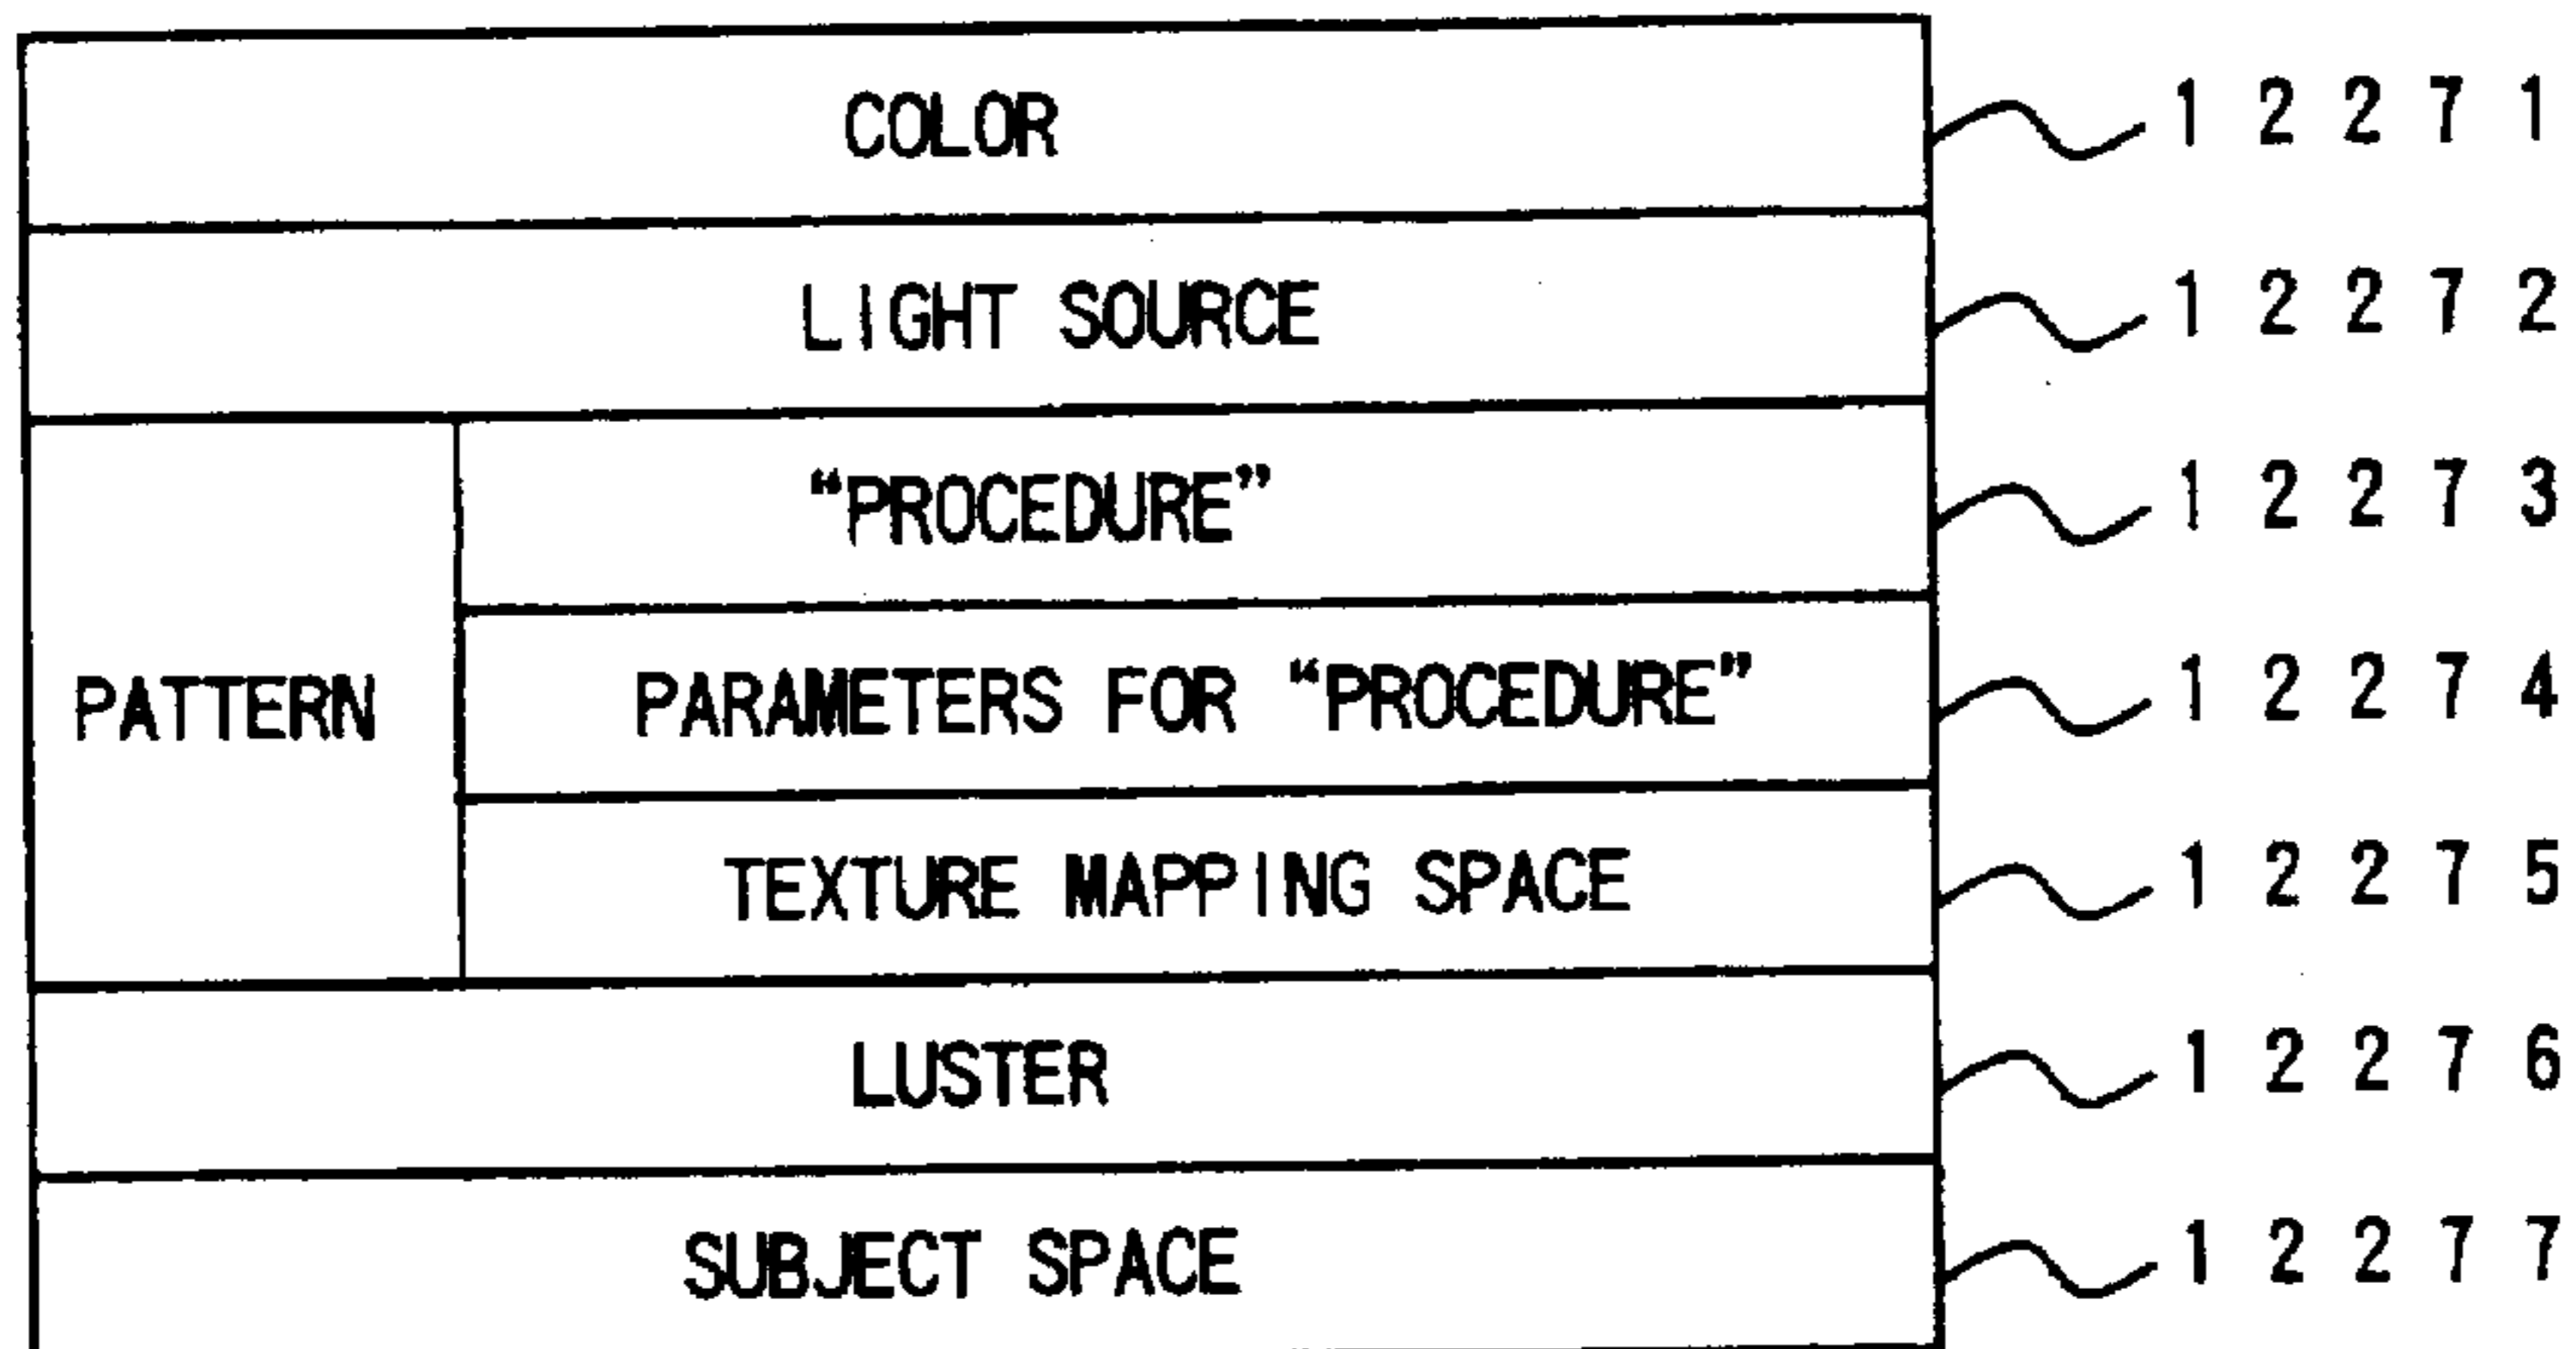 COLOR 12271
LIGHT SOURCE 12272
“PROCEDURE” 12273
PATTERN PARAMETERS FOR “PROCEDURE” 12274
TEXTURE MAPPING SPACE 12275
LUSTER 12276
SUBJECT SPACE 12277